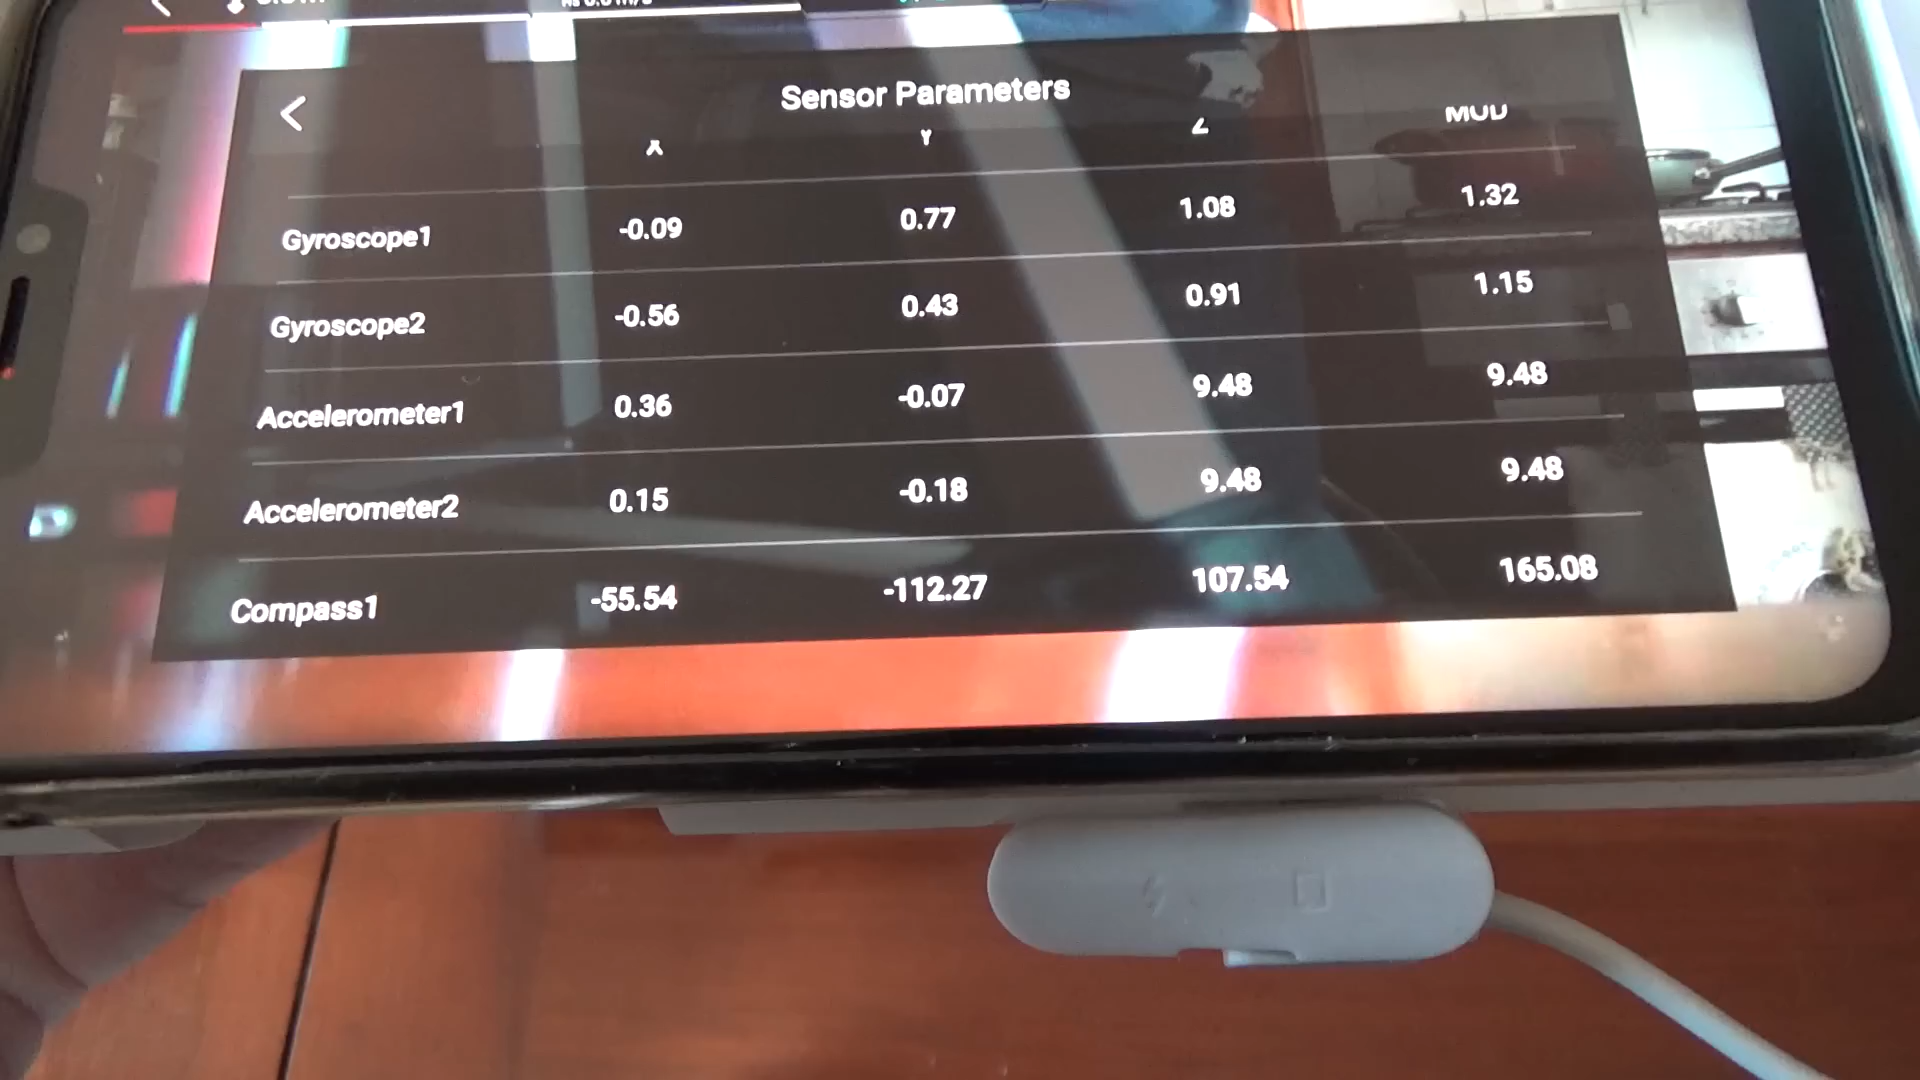 Sensor Parameters
X Y Z MOD
Gyroscope1 -0.09 0.77 1.08 1.32
Gyroscope2 -0.56 0.43 0.91 1.15
Accelerometer1 0.36 -0.07 9.48 9.48
Accelerometer2 0.15 -0.18 9.48 9.48
Compass1 -55.54 -112.27 107.54 165.08